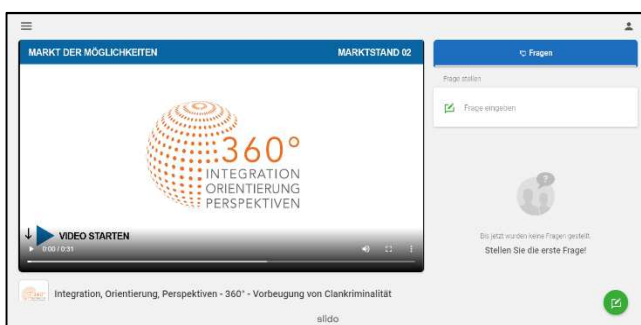 MARKT DER MÖGLICHKEITEN
MARKTSTAND 02
360°
INTEGRATION
ORIENTIERUNG
PERSPEKTIVEN
VIDEO STARTEN
0:00 / 0:31
Integration, Orientierung, Perspektiven - 360° - Vorbeugung von Clankriminalität
slido
Fragen
Frage stellen
Frage eingeben
Bis jetzt wurden keine Fragen gestellt.
Stellen Sie die erste Frage!